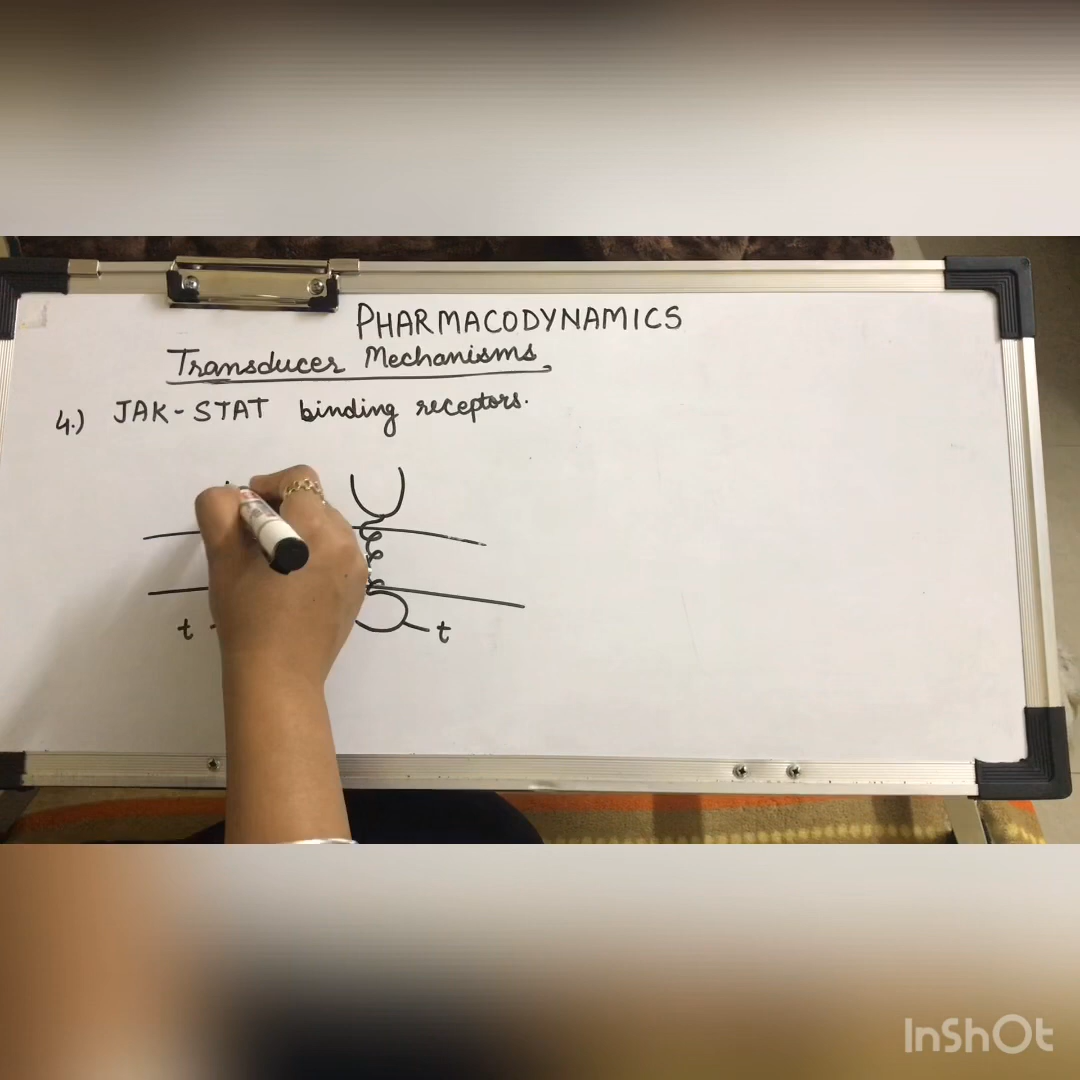 PHARMACODYNAMICS
Transducer Mechanisms
4.) JAK-STAT binding receptors.
t t
InShOt